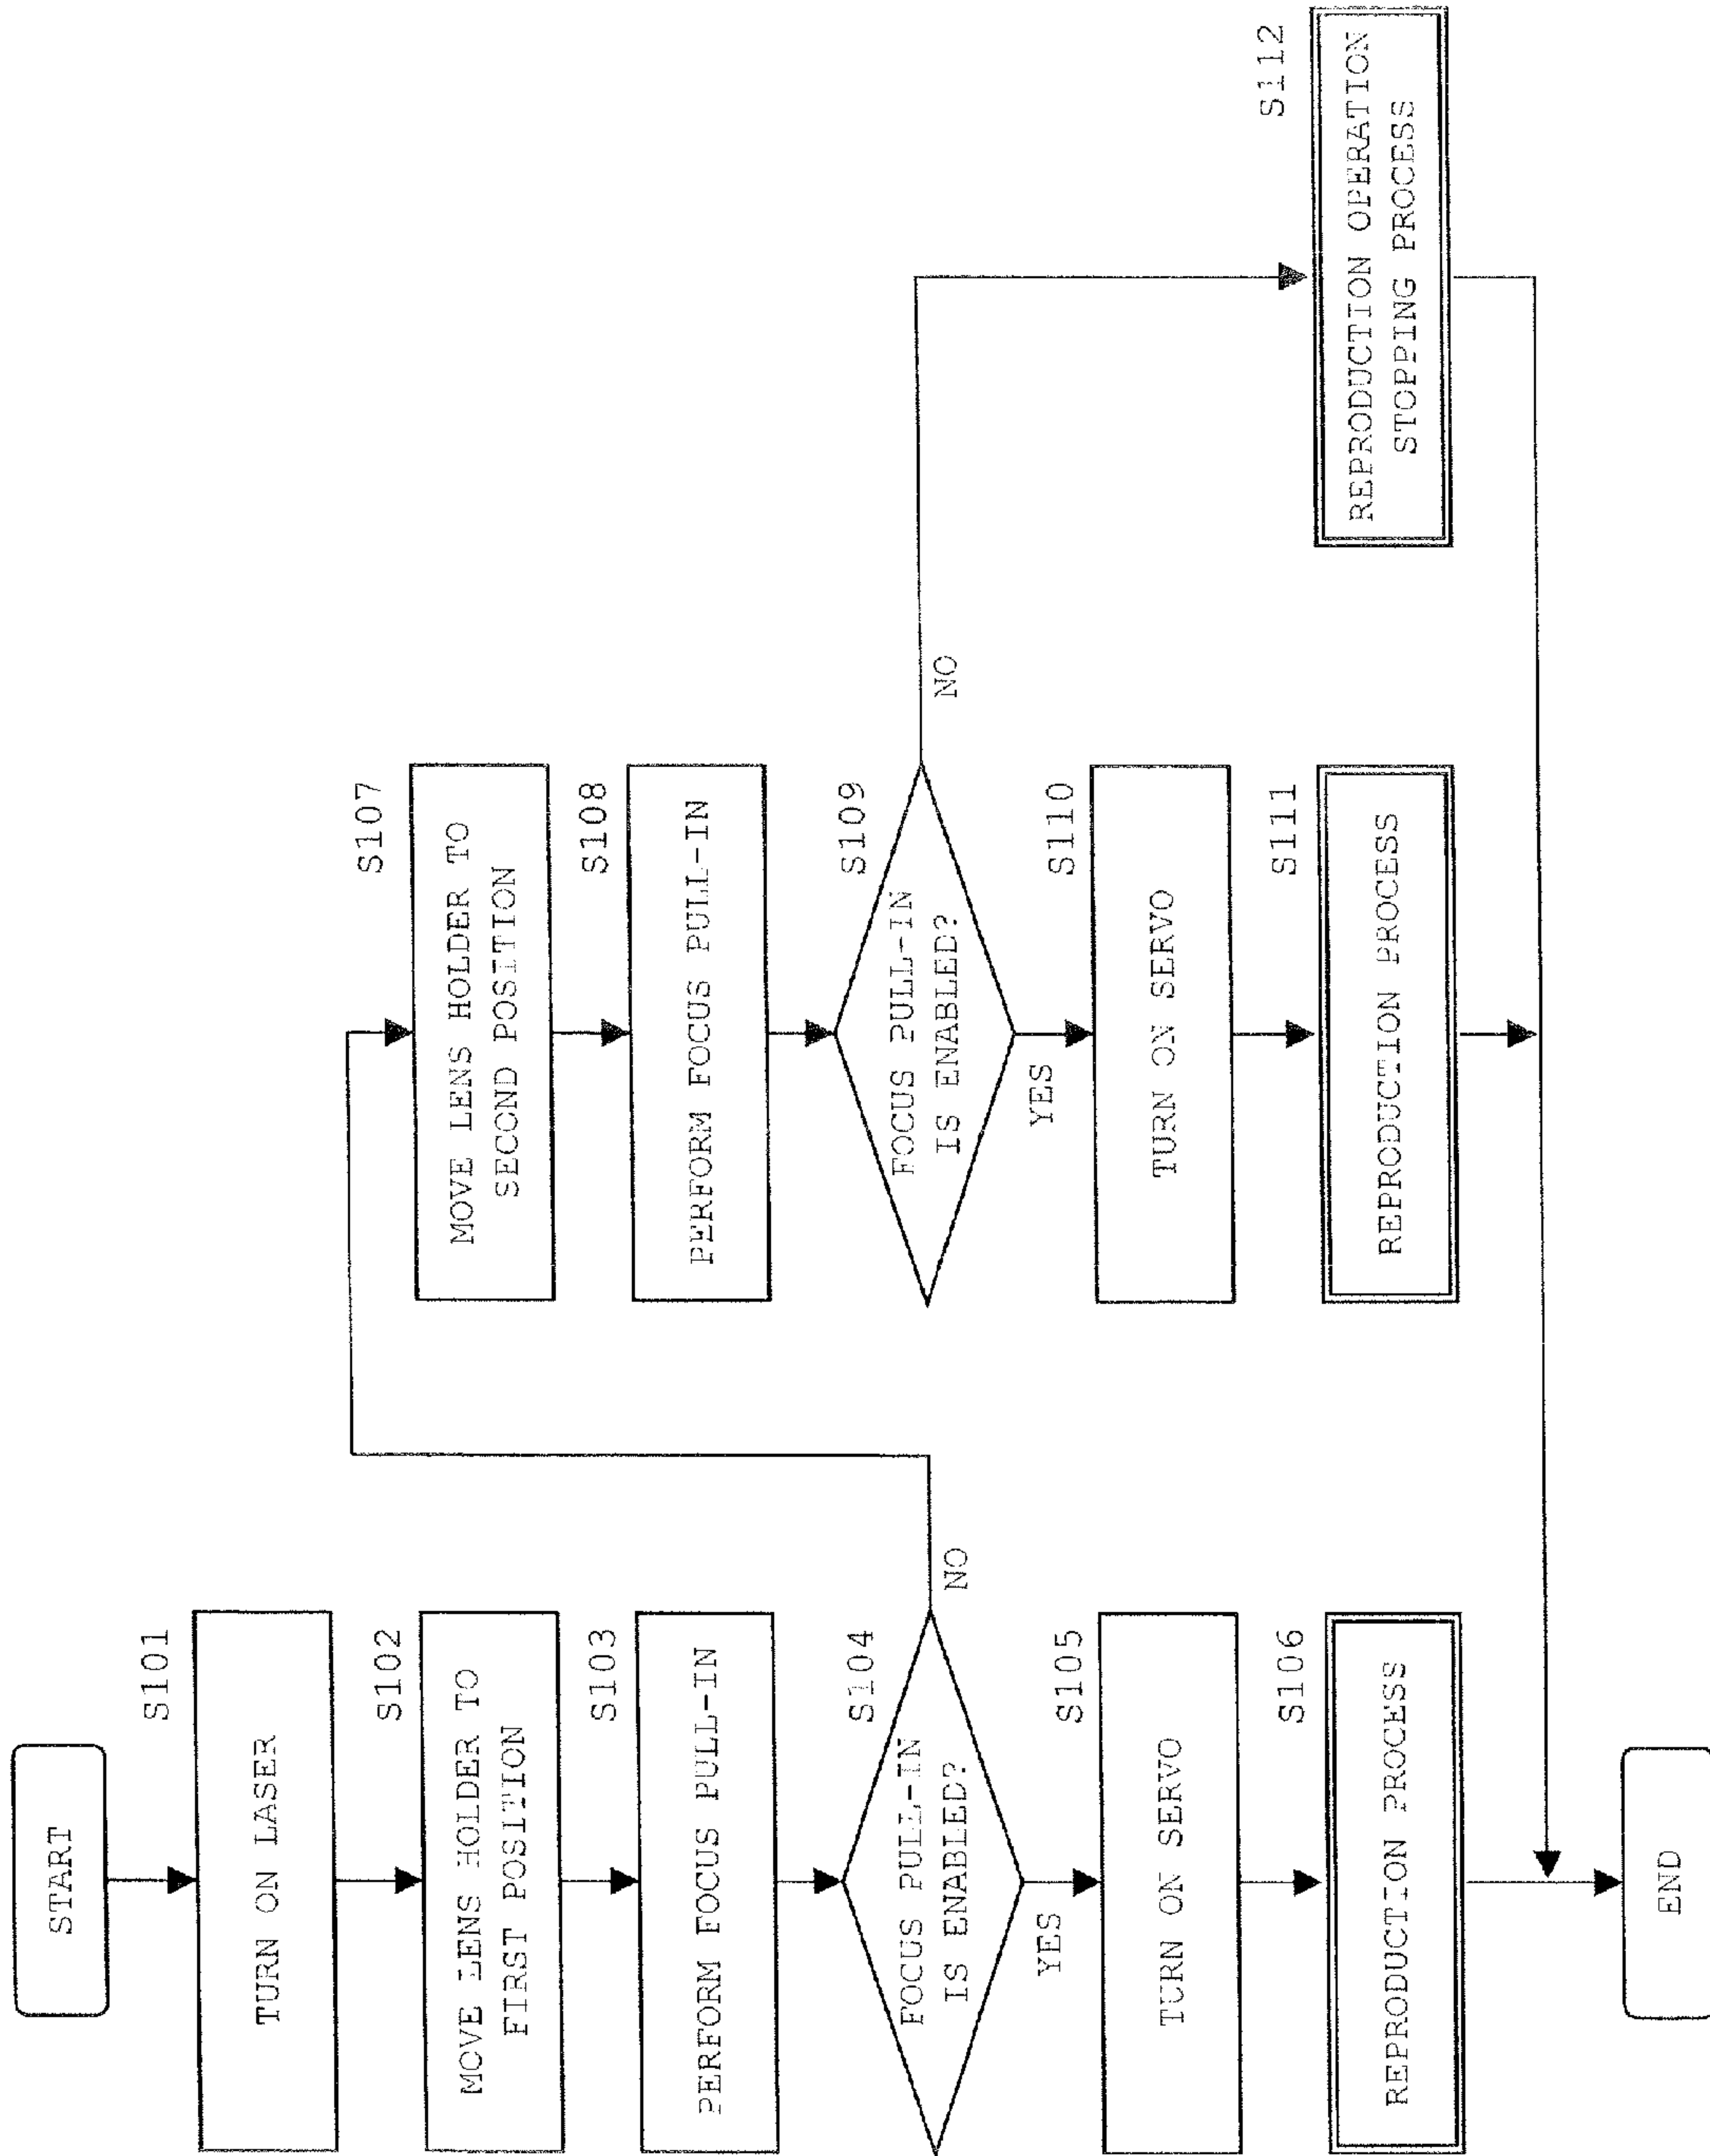 START
S101
TURN ON LASER
S102
MOVE LENS HOLDER TO
FIRST POSITION
S103
PERFORM FOCUS PULL-IN
S104
FOCUS PULL-IN
IS ENABLED?
NO
YES
S105
TURN ON SERVO
S106
REPRODUCTION PROCESS
END
S107
MOVE LENS HOLDER TO
SECOND POSITION
S108
PERFORM FOCUS PULL-IN
S109
FOCUS PULL-IN
IS ENABLED?
NO
YES
S110
TURN ON SERVO
S111
REPRODUCTION PROCESS
S112
REPRODUCTION OPERATION
STOPPING PROCESS